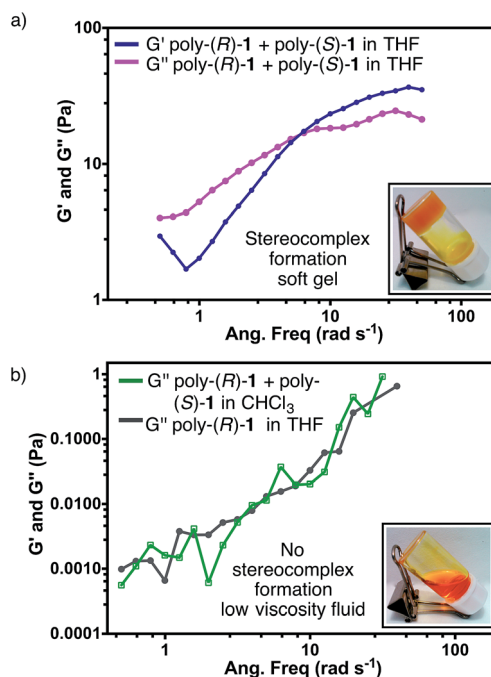 a)
G' poly-(R)-1 + poly-(S)-1 in THF
G" poly-(R)-1 + poly-(S)-1 in THF
100
10
1
G' and G" (Pa)
Stereocomplex
formation
soft gel
1
10
100
Ang. Freq (rad s-1)
b)
G" poly-(R)-1 + poly-
(S)-1 in CHCl3
G" poly-(R)-1 in THF
1
0.1000
0.0100
0.0010
0.0001
G' and G" (Pa)
No
stereocomplex
formation
low viscosity fluid
1
10
100
Ang. Freq (rad s-1)